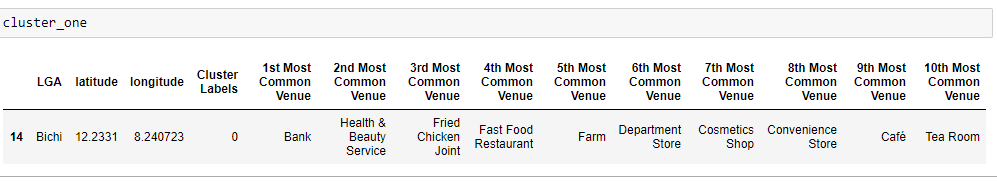 cluster_one
LGA latitude longitude Cluster Labels 1st Most Common Venue 2nd Most Common Venue 3rd Most Common Venue 4th Most Common Venue 5th Most Common Venue 6th Most Common Venue 7th Most Common Venue 8th Most Common Venue 9th Most Common Venue 10th Most Common Venue
14 Bichi 12.2331 8.240723 0 Bank Health & Beauty Service Fried Chicken Joint Fast Food Restaurant Farm Department Store Cosmetics Shop Convenience Store Café Tea Room